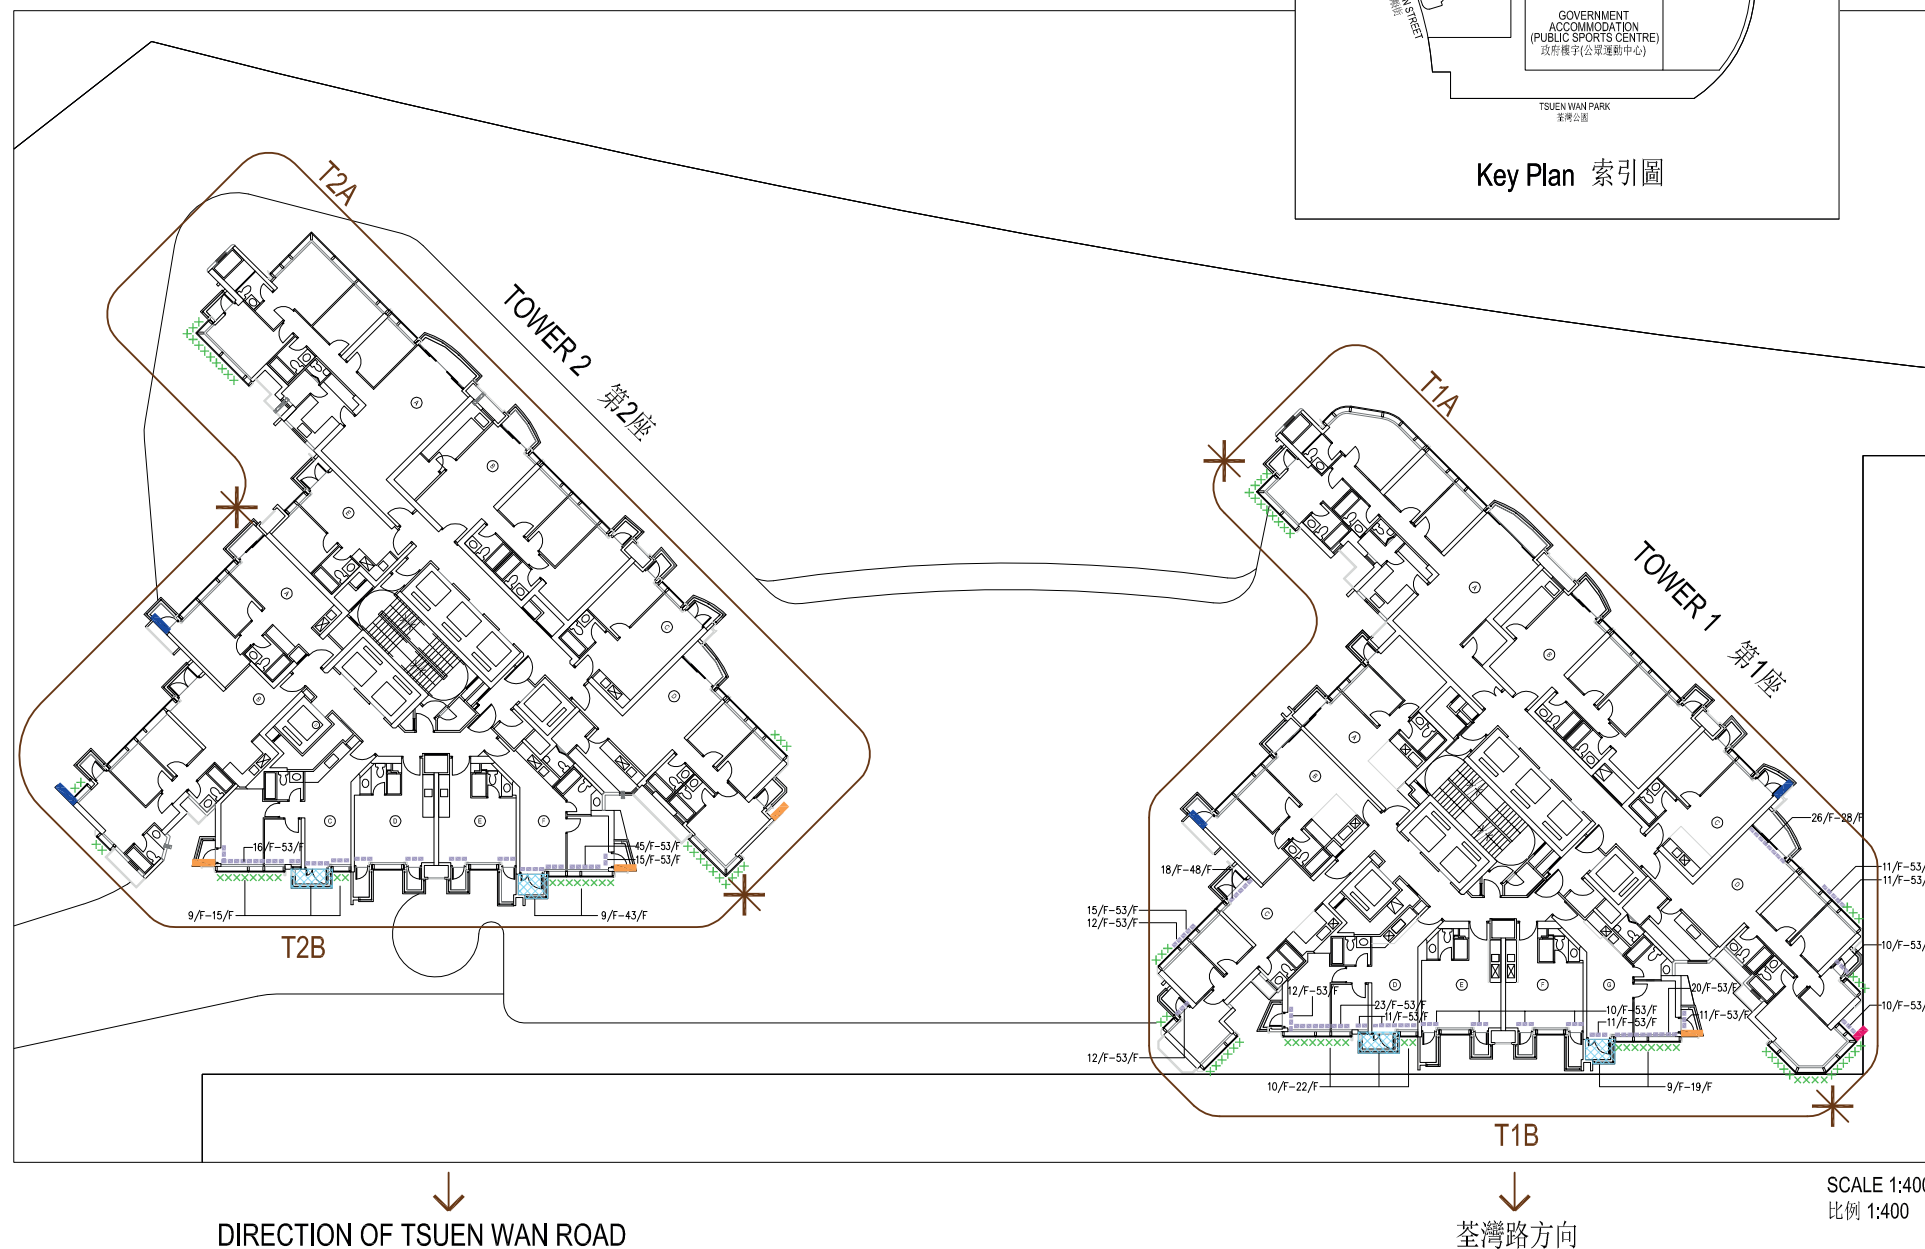 GOVERNMENT
ACCOMMODATION
(PUBLIC SPORTS CENTRE)
政府樓宇(公眾運動中心)
N STREET
TSUEN WAN PARK
荃灣公園
Key Plan 索引圖
T2A
TOWER 2 第2座
T1A
TOWER 1 第1座
A
B
E
A
C
B
D
C
D
E
F
16/F-53/F
45/F-53/F
15/F-53/F
9/F-15/F
9/F-43/F
T2B
A
B
A
B
C
D
C
D
E
F
G
26/F-28/F
18/F-48/F
11/F-53/
11/F-53/
15/F-53/F
12/F-53/F
10/F-53/
12/F-53/F
23/F-53/F
11/F-53/F
10/F-53/F
11/F-53/F
20/F-53/F
11/F-53/F
10/F-53/
12/F-53/F
10/F-22/F
9/F-19/F
T1B
SCALE 1:400
比例 1:400
DIRECTION OF TSUEN WAN ROAD
荃灣路方向